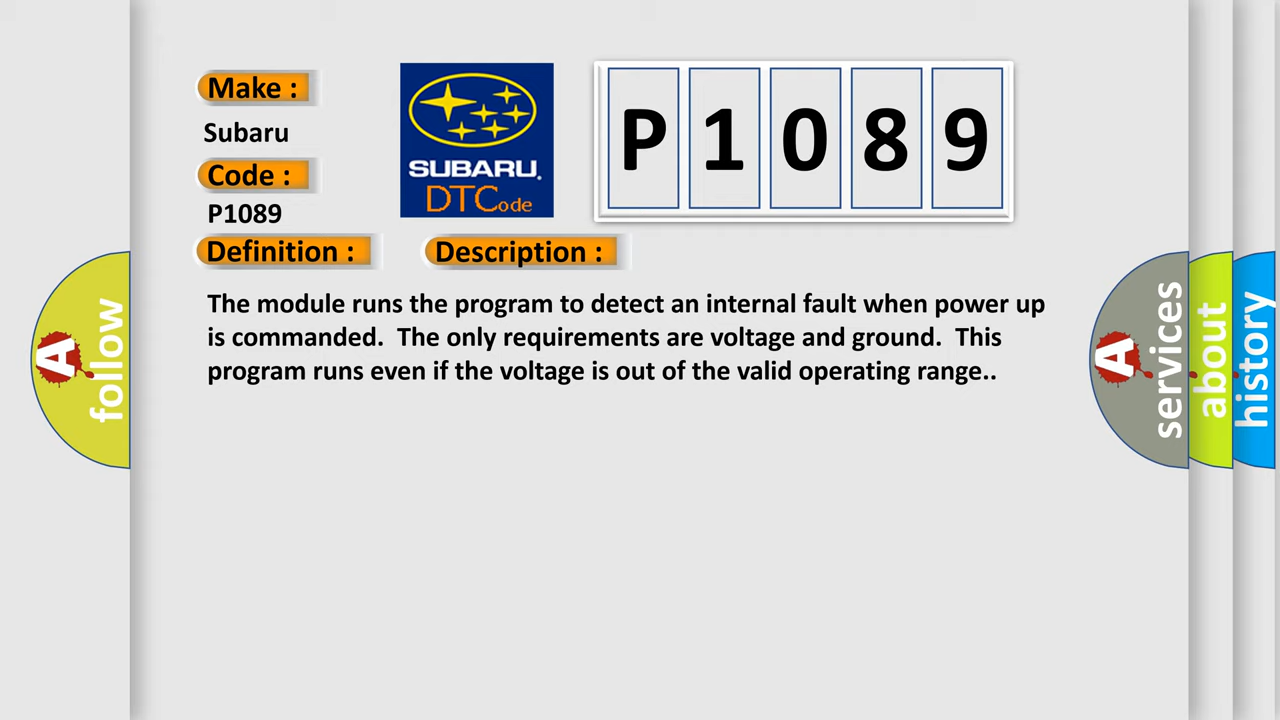 Make :
Subaru
Code :
P1089
SUBARU
DTCode
P 1 0 8 9
Definition :
Description :
The module runs the program to detect an internal fault when power up
is commanded  The only requirements are voltage and ground  This
program runs even if the voltage is out of the valid operating range..
A
follow
A
services
about
history